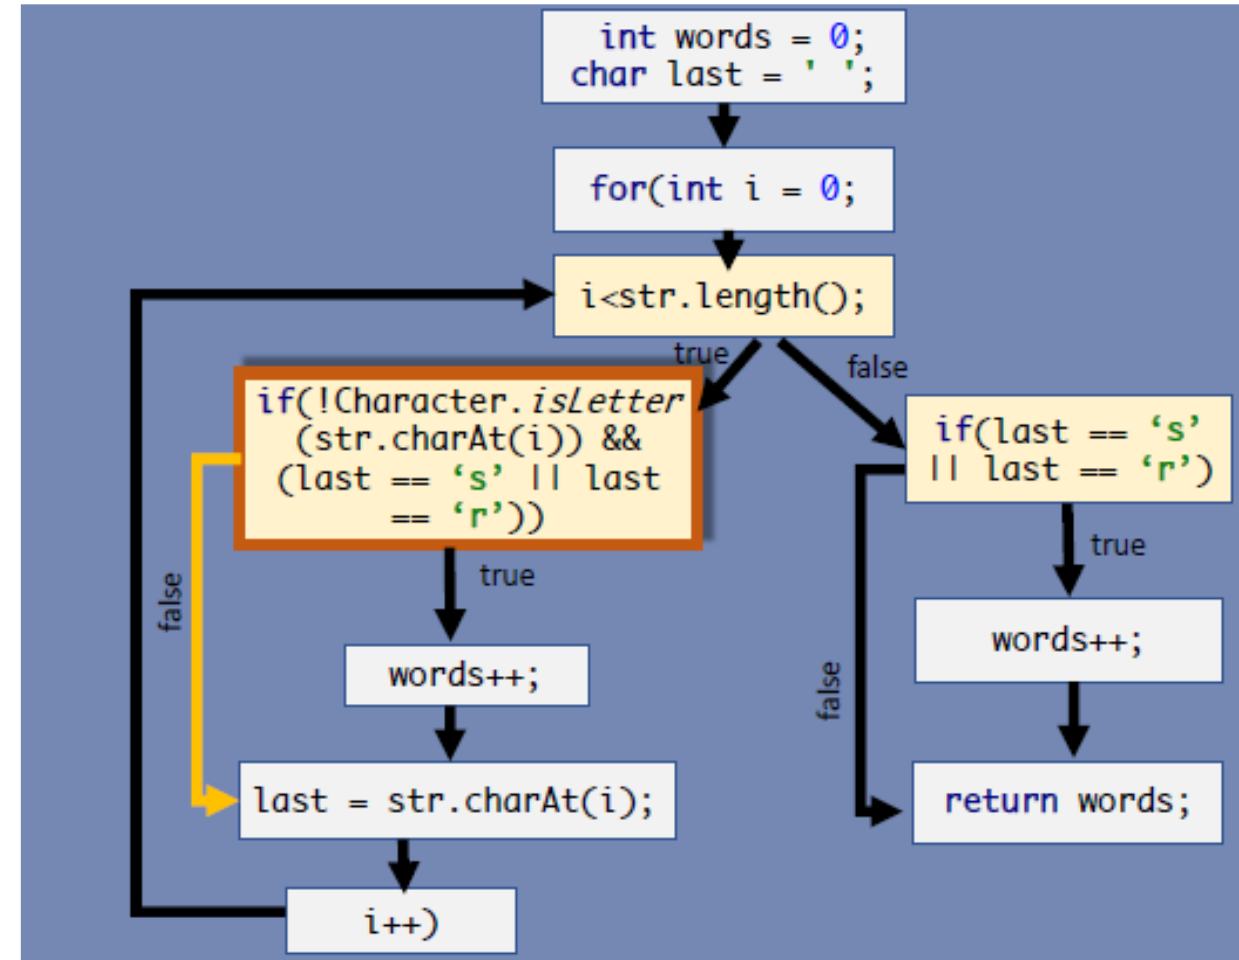 int words = 0;
char last = ' ';
for(int i = 0;
i<str.length();
true
false
if(!Character.isLetter
(str.charAt(i)) &&
(last == ‘s’ || last
== ‘r’))
if(last == ‘s’
|| last == ‘r’)
true
true
false
words++;
words++;
false
last = str.charAt(i);
return words;
i++)